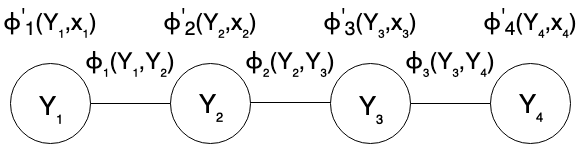 ϕ'₁(Y₁,x₁) ϕ'₂(Y₂,x₂) ϕ'₃(Y₃,x₃) ϕ'₄(Y₄,x₄)
ϕ₁(Y₁,Y₂) ϕ₂(Y₂,Y₃) ϕ₃(Y₃,Y₄)
Y₁ Y₂ Y₃ Y₄